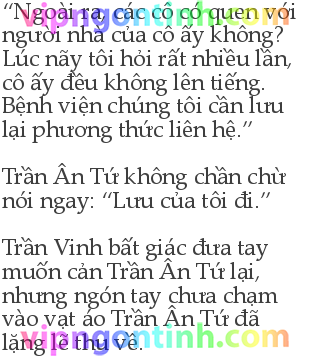 “Ngoài ra, các cô có quen với
người nhà của cô ấy không?
Lúc nãy tôi hỏi rất nhiều lần,
cô ấy đều không lên tiếng.
Bệnh viện chúng tôi cần lưu
lại phương thức liên hệ.”
Trần Ân Tứ không chần chừ
nói ngay: “Lưu của tôi đi.”
Trần Vinh bất giác đưa tay
muốn cản Trần Ân Tứ lại,
nhưng ngón tay chưa chạm
vào vạt áo Trần Ân Tứ đã
lặng lẽ thu về.
vipngontinh.com
vipngontinh.com